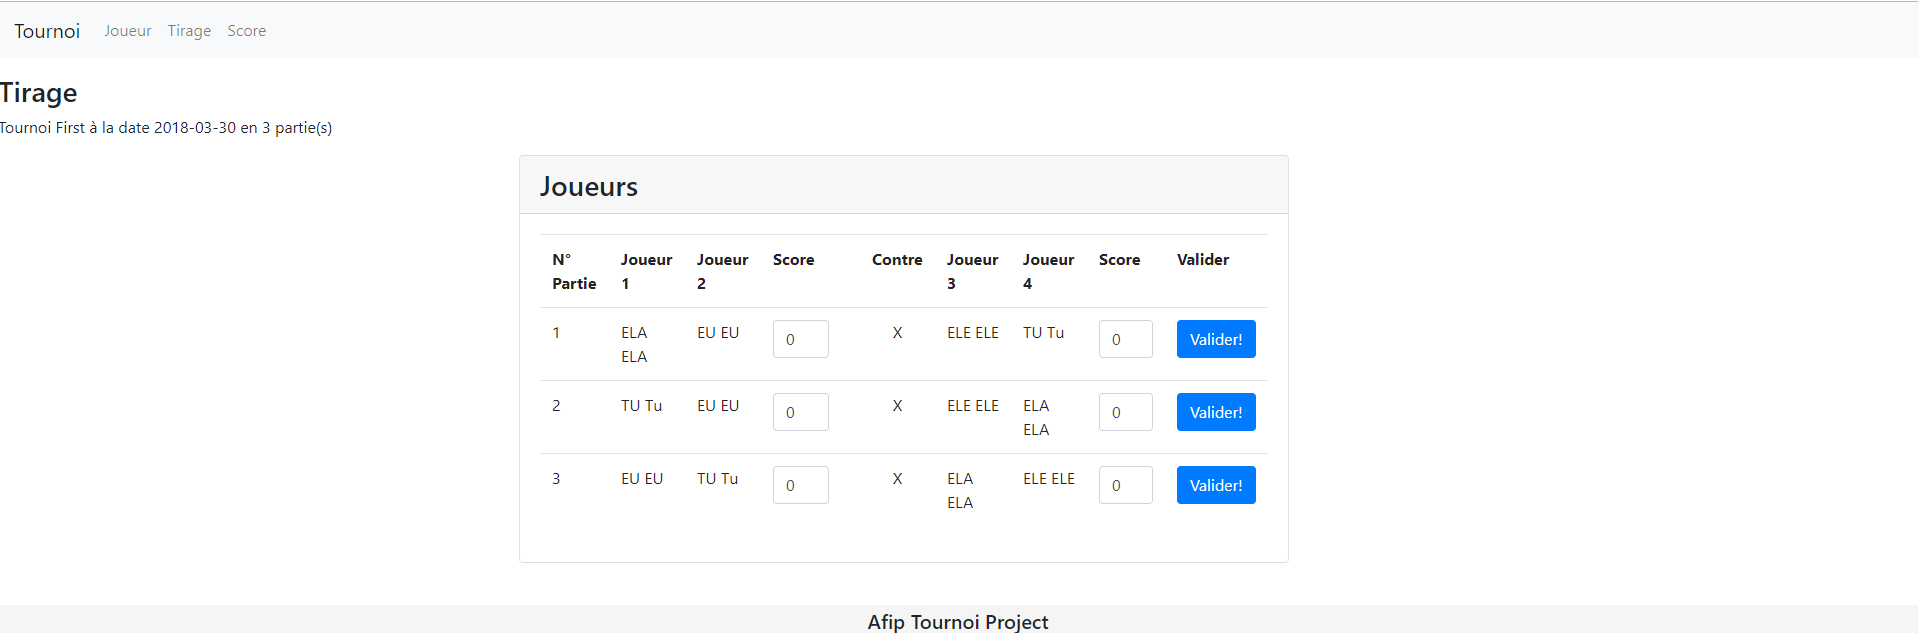 Tournoi Joueur Tirage Score
Tirage
Tournoi First à la date 2018-03-30 en 3 partie(s)
Joueurs
N° Partie Joueur 1 Joueur 2 Score Contre Joueur 3 Joueur 4 Score Valider
1 ELA ELA EU EU 0 X ELE ELE TU Tu 0 Valider!
2 TU Tu EU EU 0 X ELE ELE ELA ELA 0 Valider!
3 EU EU TU Tu 0 X ELA ELA ELE ELE 0 Valider!
Afip Tournoi Project